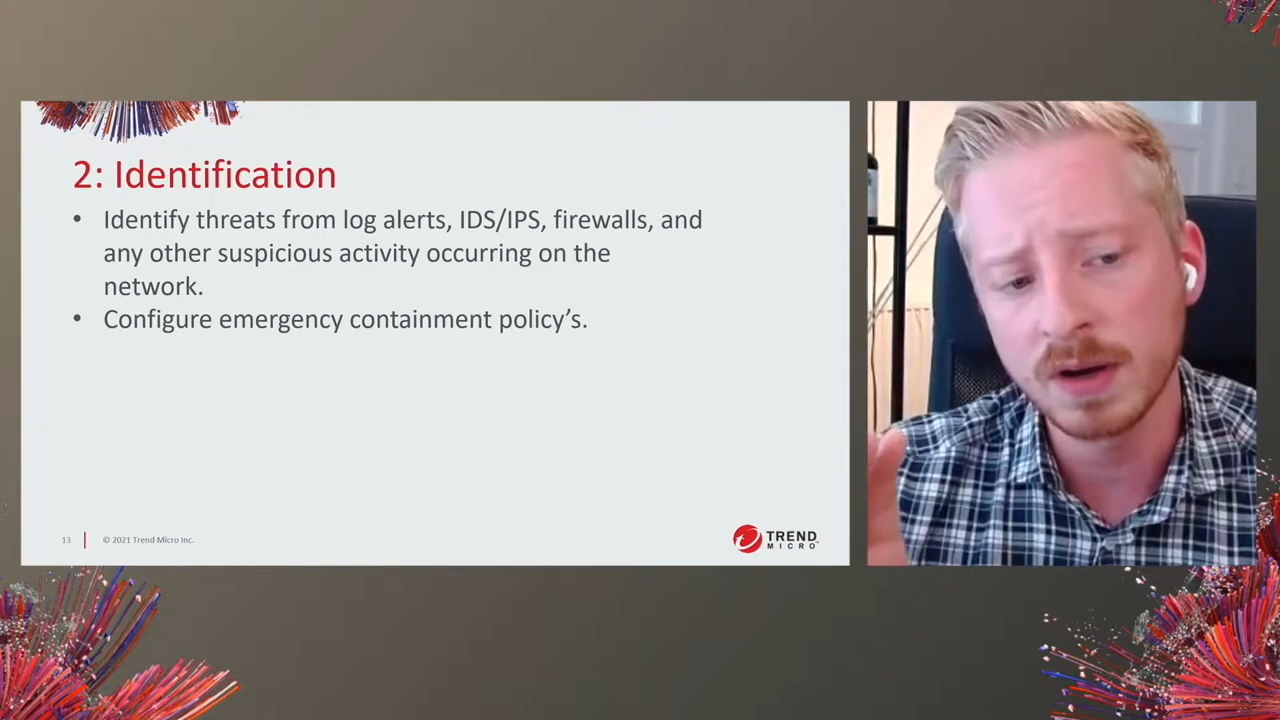 2: Identification
• Identify threats from log alerts, IDS/IPS, firewalls, and
any other suspicious activity occurring on the
network.
• Configure emergency containment policy’s.
13
© 2021 Trend Micro Inc.
TREND
MICRO™